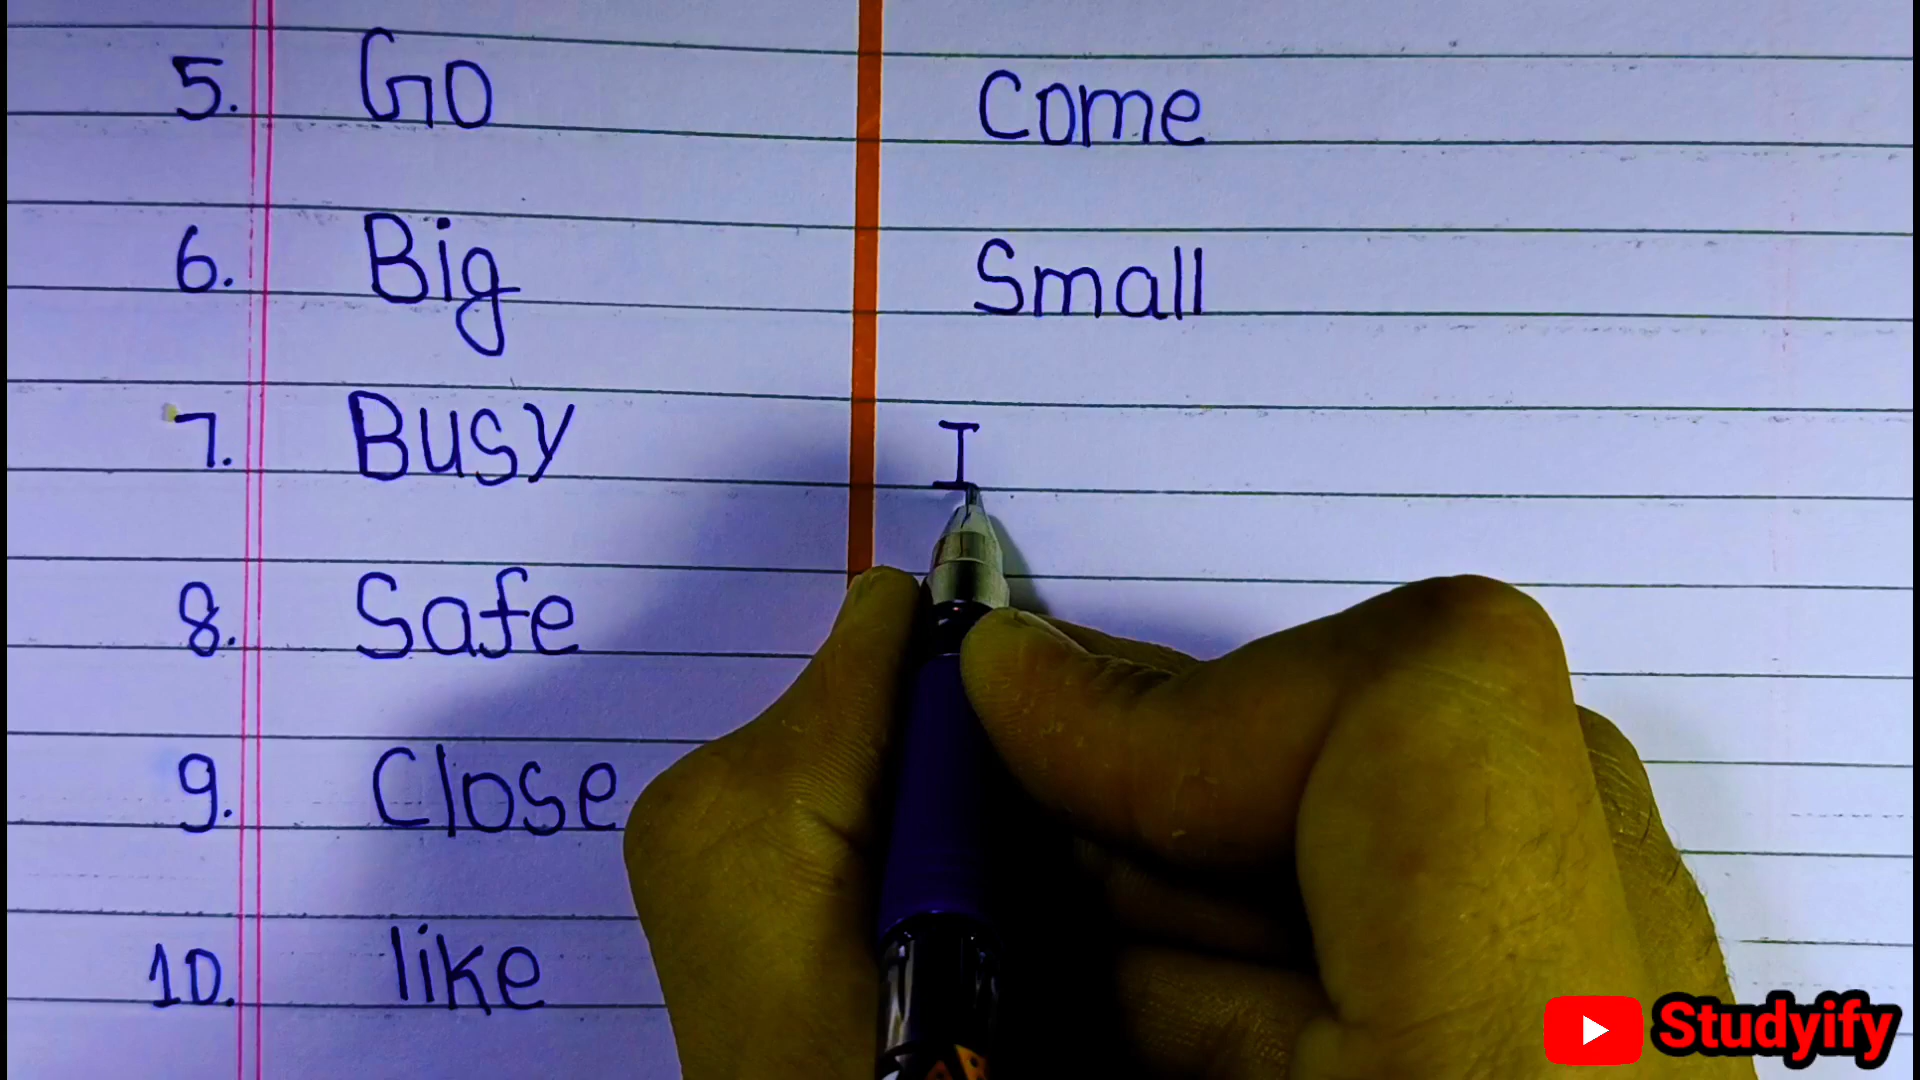 5. Go Come
6. Big Small
7. Busy I
8. Safe
9. Close
10. like
Studyify